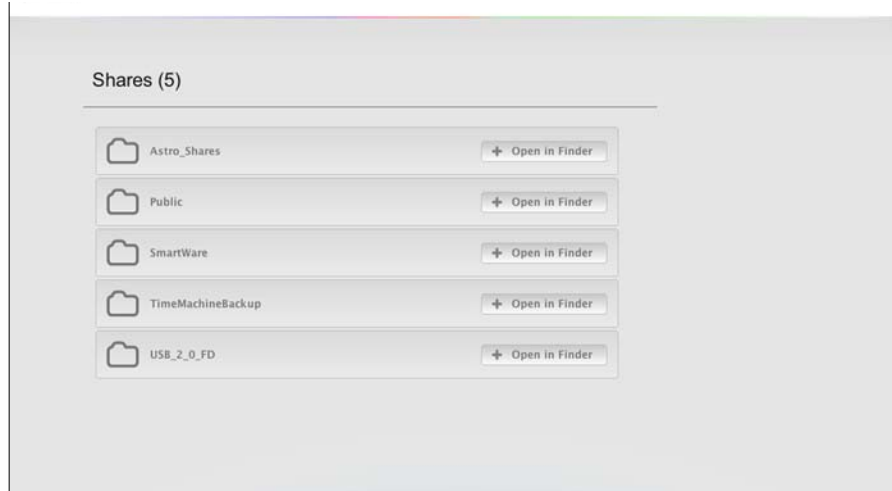 Shares (5)
Astro_Shares + Open in Finder
Public + Open in Finder
SmartWare + Open in Finder
TimeMachineBackup + Open in Finder
USB_2_0_FD + Open in Finder